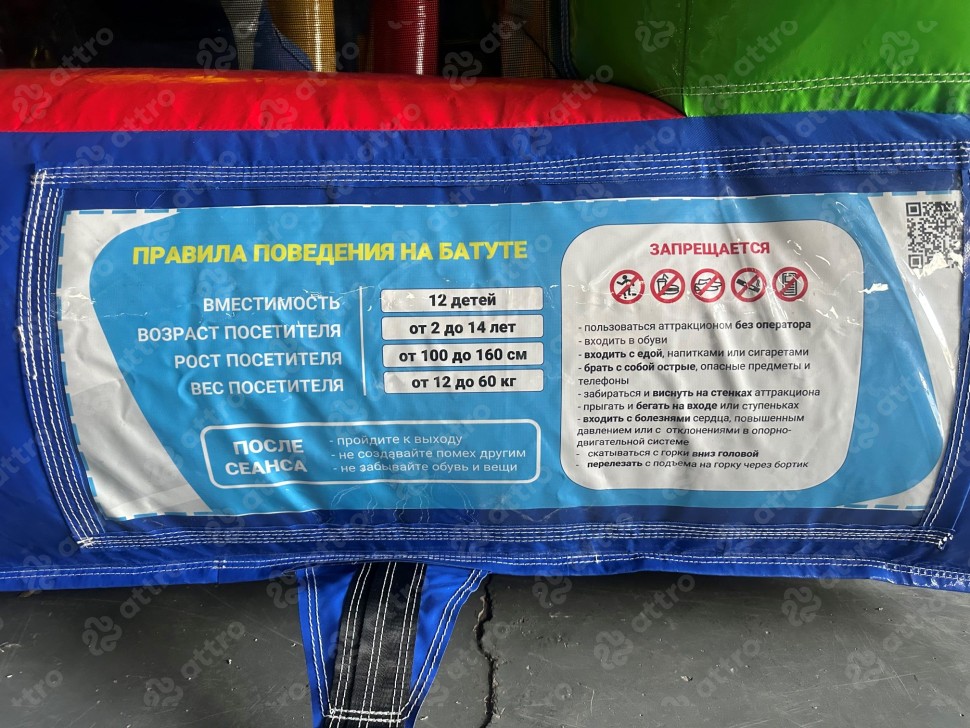 ПРАВИЛА ПОВЕДЕНИЯ НА БАТУТЕ
ВМЕСТИМОСТЬ 12 детей
ВОЗРАСТ ПОСЕТИТЕЛЯ от 2 до 14 лет
РОСТ ПОСЕТИТЕЛЯ от 100 до 160 см
ВЕС ПОСЕТИТЕЛЯ от 12 до 60 кг
ПОСЛЕ
СЕАНСА
- пройдите к выходу
- не создавайте помех другим
- не забывайте обувь и вещи
ЗАПРЕЩАЕТСЯ
- пользоваться аттракционом без оператора
- входить в обуви
- входить с едой, напитками или сигаретами
- брать с собой острые, опасные предметы и
телефоны
- забираться и виснуть на стенках аттракциона
- прыгать и бегать на входе или ступеньках
- входить с болезнями сердца, повышенным
давлением или с отклонениями в опорно-
двигательной системе
- скатываться с горки вниз головой
- перелезать с подъема на горку через бортик
attro